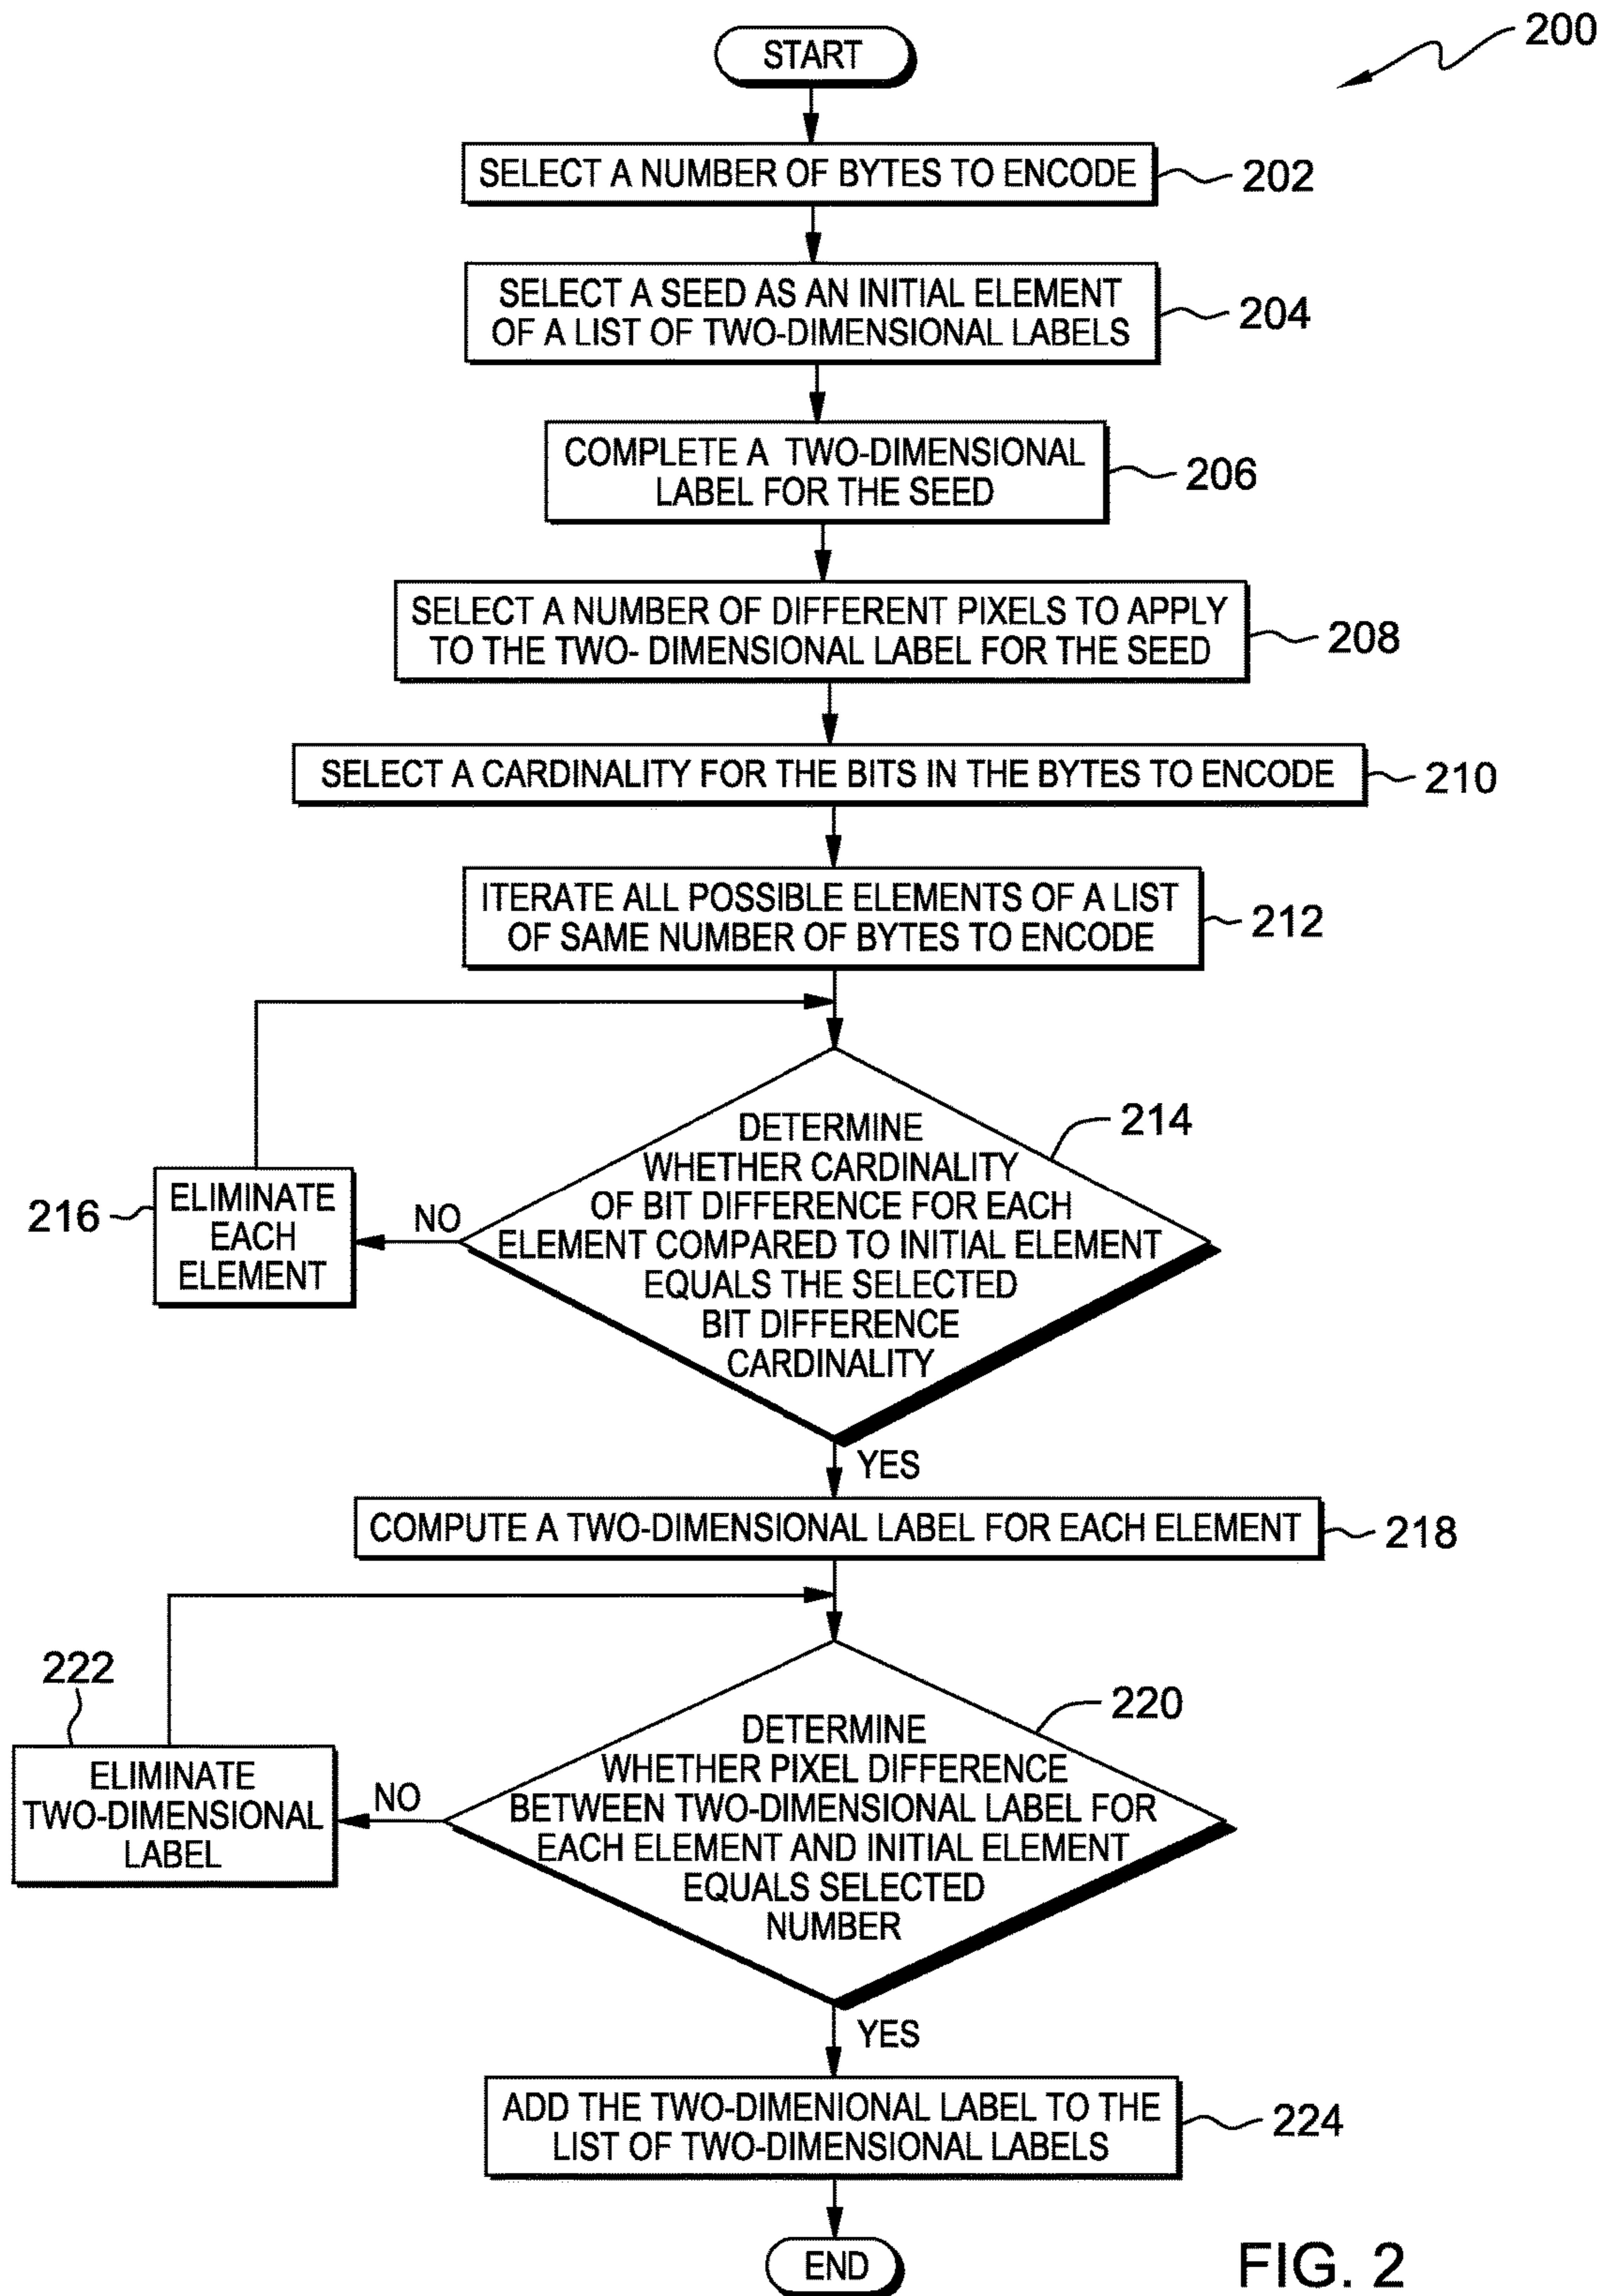 200
START
SELECT A NUMBER OF BYTES TO ENCODE
202
SELECT A SEED AS AN INITIAL ELEMENT
OF A LIST OF TWO-DIMENSIONAL LABELS
204
COMPLETE A TWO-DIMENSIONAL
LABEL FOR THE SEED
206
SELECT A NUMBER OF DIFFERENT PIXELS TO APPLY
TO THE TWO- DIMENSIONAL LABEL FOR THE SEED
208
SELECT A CARDINALITY FOR THE BITS IN THE BYTES TO ENCODE
210
ITERATE ALL POSSIBLE ELEMENTS OF A LIST
OF SAME NUMBER OF BYTES TO ENCODE
212
DETERMINE
WHETHER CARDINALITY
OF BIT DIFFERENCE FOR EACH
ELEMENT COMPARED TO INITIAL ELEMENT
EQUALS THE SELECTED
BIT DIFFERENCE
CARDINALITY
214
NO
216
ELIMINATE
EACH
ELEMENT
YES
COMPUTE A TWO-DIMENSIONAL LABEL FOR EACH ELEMENT
218
DETERMINE
WHETHER PIXEL DIFFERENCE
BETWEEN TWO-DIMENSIONAL LABEL FOR
EACH ELEMENT AND INITIAL ELEMENT
EQUALS SELECTED
NUMBER
220
NO
222
ELIMINATE
TWO-DIMENSIONAL
LABEL
YES
ADD THE TWO-DIMENIONAL LABEL TO THE
LIST OF TWO-DIMENSIONAL LABELS
224
END
FIG. 2